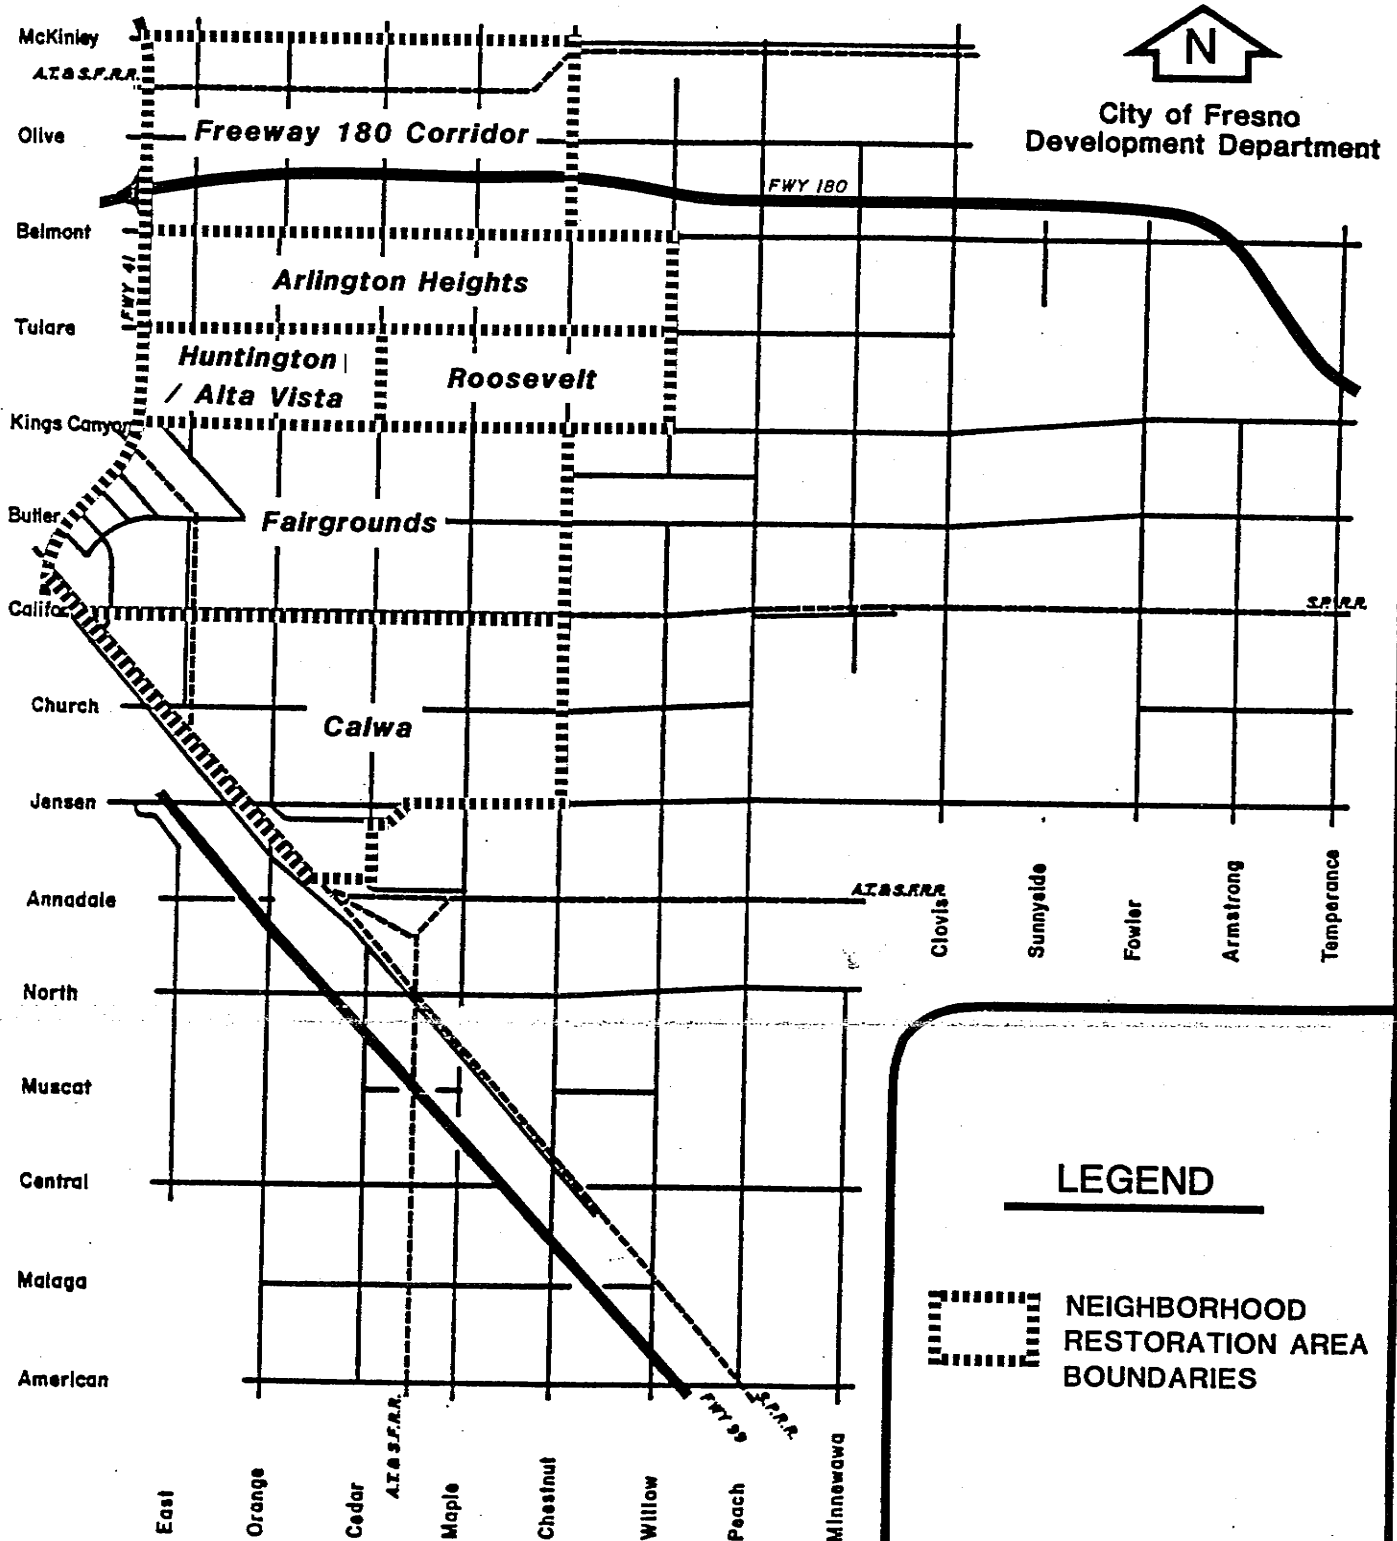 McKinley
A.T. & S.F. R.R.
N
City of Fresno
Development Department
Olive
Freeway 180 Corridor
FWY 180
Belmont
FWY 41
Arlington Heights
Tulare
Huntington
/ Alta Vista
Roosevelt
Kings Canyon
Butler
Fairgrounds
Califo
S.P. R.R.
Church
Calwa
Jensen
Annadale
A.T. & S.F. R.R.
Clovis
Sunnyside
Fowler
Armstrong
Temperance
North
Muscat
Central
Malaga
American
LEGEND
NEIGHBORHOOD
RESTORATION AREA
BOUNDARIES
East
Orange
Cedar
A.T. & S.F. R.R.
Maple
Chestnut
Willow
FWY 99
Peach
S.P. R.R.
Minnewawa